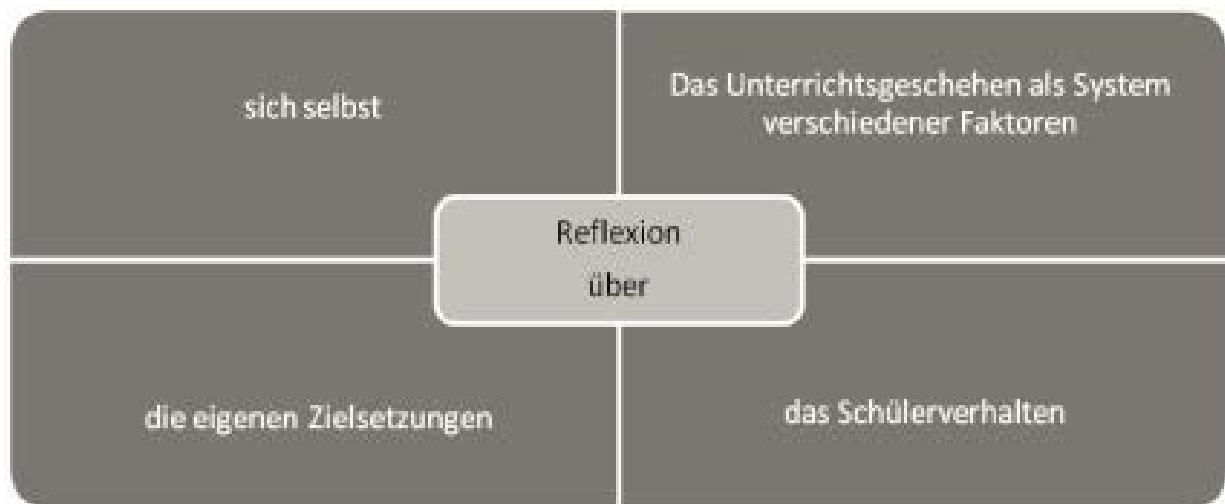 sich selbst
Das Unterrichtsgeschehen als System
verschiedener Faktoren
Reflexion
über
die eigenen Zielsetzungen
das Schülerverhalten